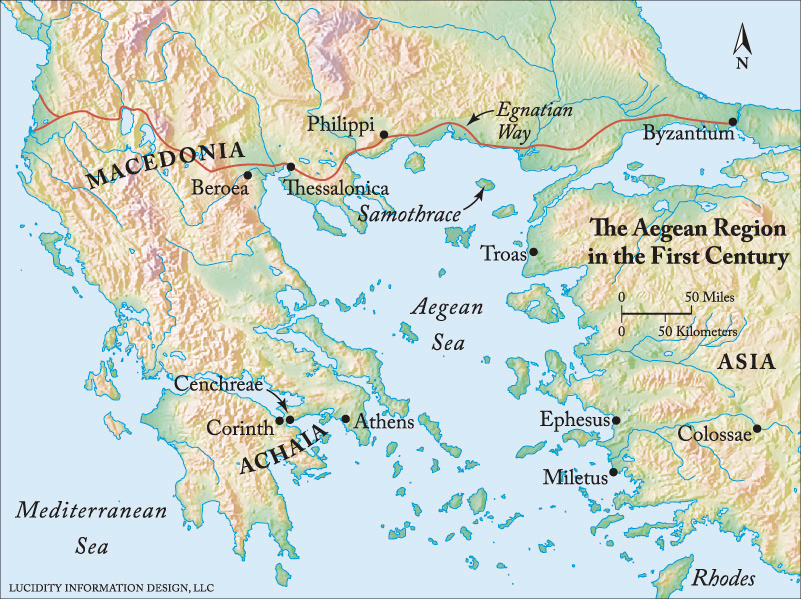 N
Egnatian
Way
Philippi
Byzantium
MACEDONIA
Beroea
Thessalonica
Samothrace
The Aegean Region
in the First Century
Troas
0 50 Miles
0 50 Kilometers
Aegean
Sea
ASIA
Cenchreae
Corinth
Athens
ACHAIA
Ephesus
Colossae
Miletus
Mediterranean
Sea
Rhodes
LUCIDITY INFORMATION DESIGN, LLC